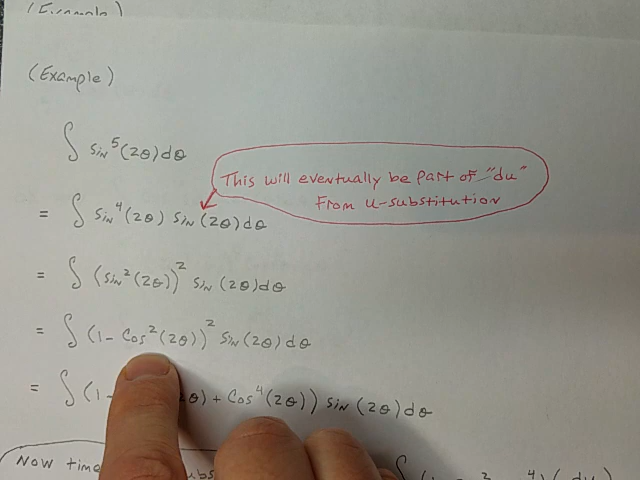 (Example)
(Example)
∫ sin⁵(2θ)dθ
This will eventually be part of "du"
From u-substitution
= ∫ sin⁴(2θ) sin(2θ)dθ
= ∫ (sin²(2θ))² sin(2θ)dθ
= ∫ (1 - Cos²(2θ))² sin(2θ)dθ
= ∫ (1- θ) + Cos⁴(2θ)) sin(2θ)dθ
Now time